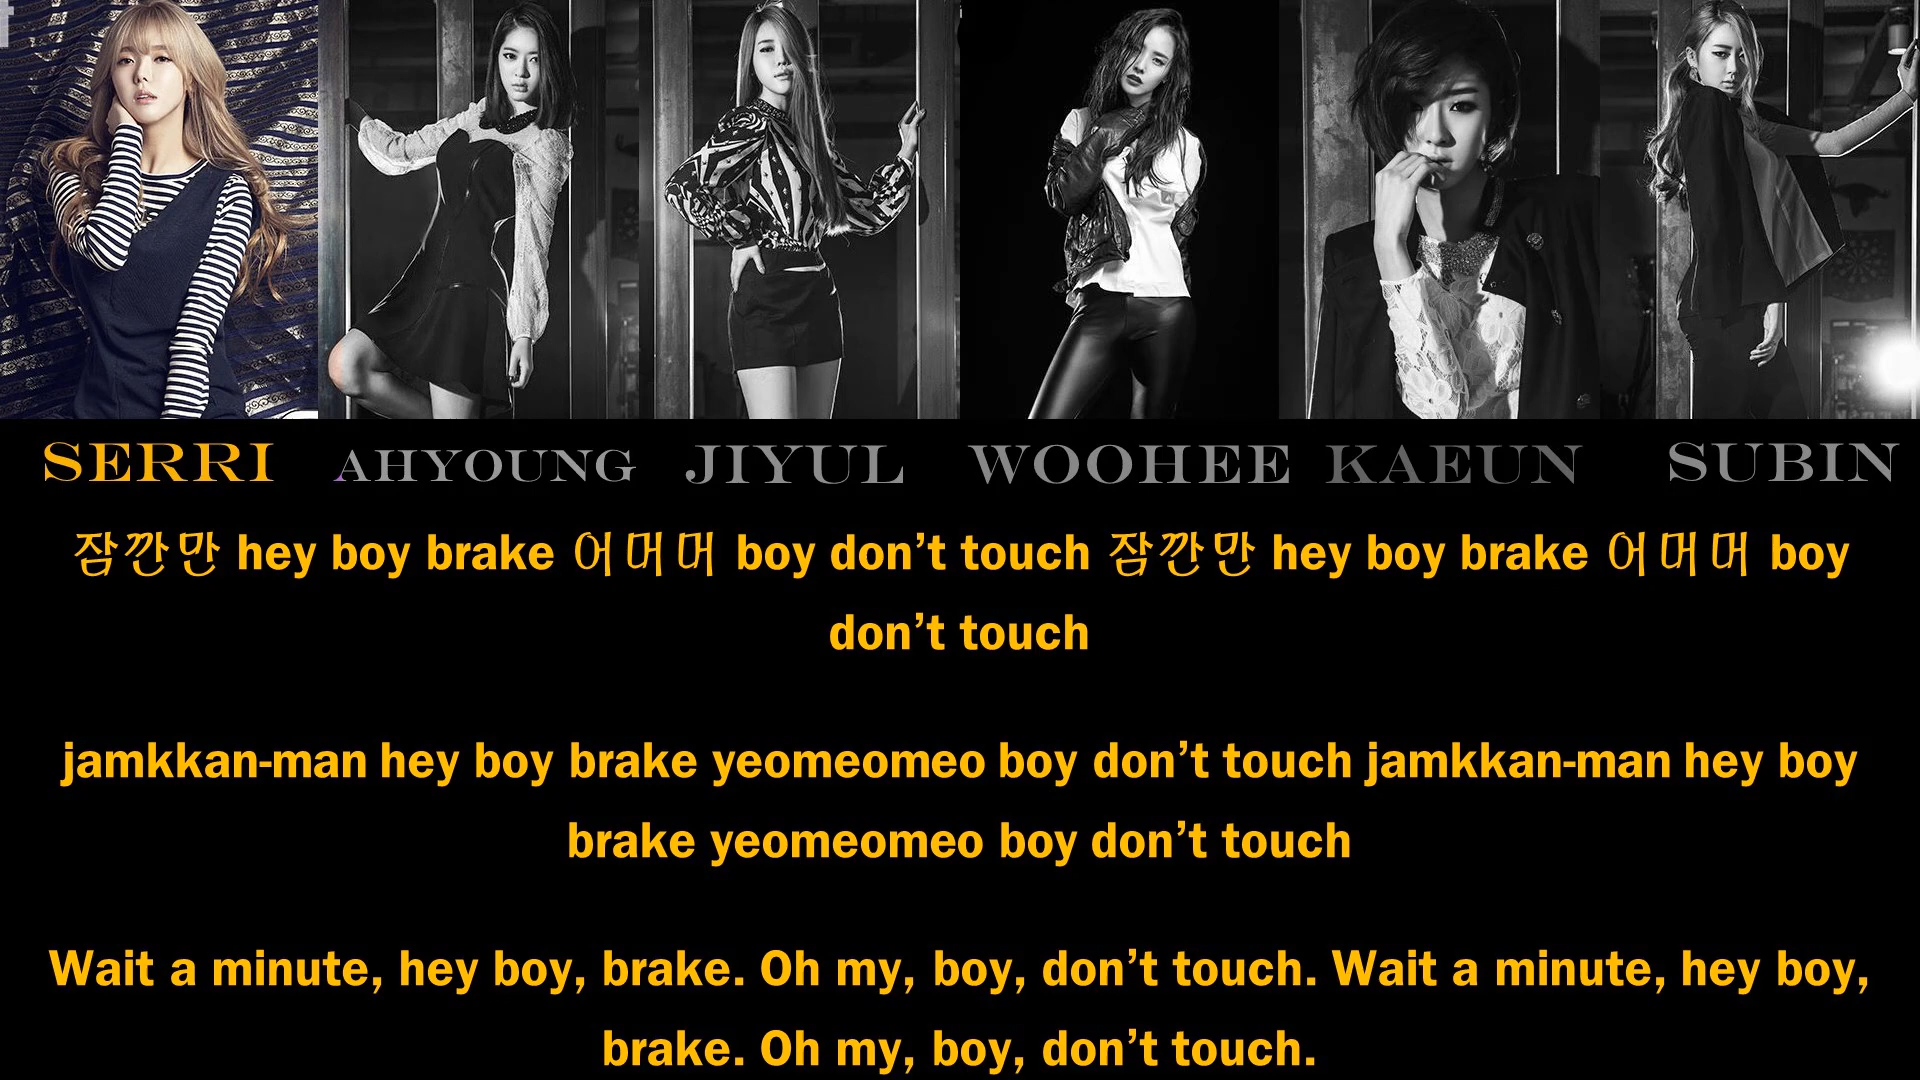 SERRI AHYOUNG JIYUL WOOHEE KAEUN SUBIN
잠깐만 hey boy brake 어머머 boy don’t touch 잠깐만 hey boy brake 어머머 boy
don’t touch
jamkkan-man hey boy brake yeomeomeo boy don’t touch jamkkan-man hey boy
brake yeomeomeo boy don’t touch
Wait a minute, hey boy, brake. Oh my, boy, don’t touch. Wait a minute, hey boy,
brake. Oh my, boy, don’t touch.